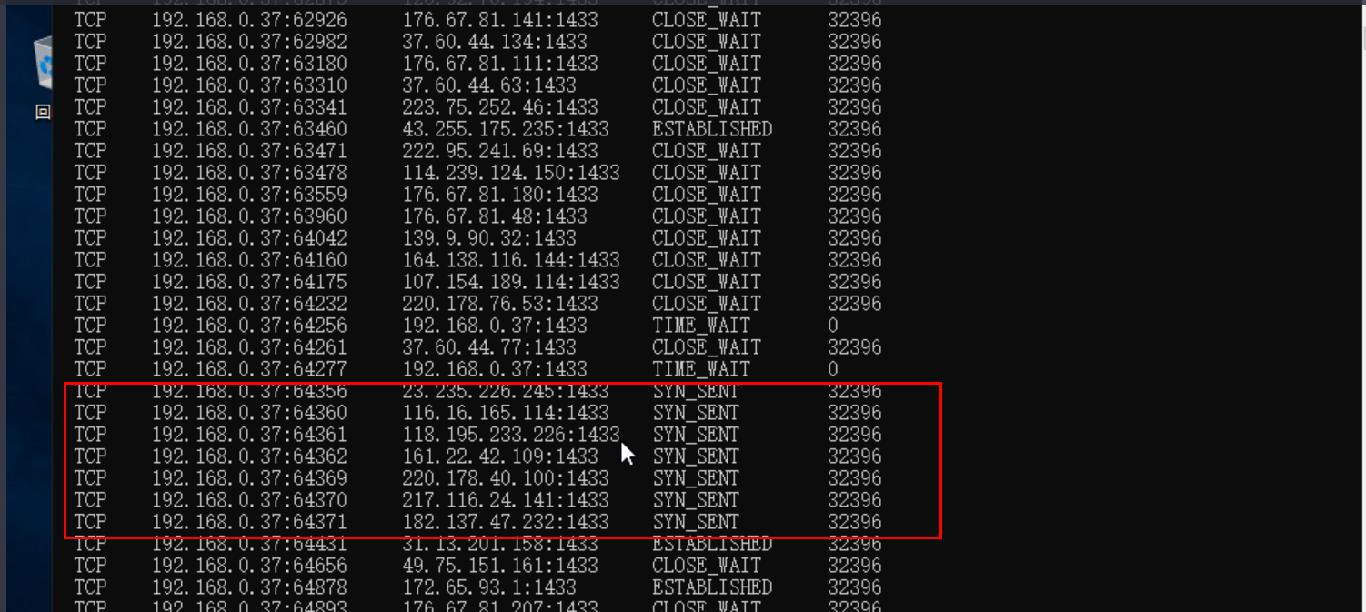 TCP 192.168.0.37:62926 176.67.81.141:1433 CLOSE_WAIT 32396
TCP 192.168.0.37:62982 37.60.44.134:1433 CLOSE_WAIT 32396
TCP 192.168.0.37:63180 176.67.81.111:1433 CLOSE_WAIT 32396
TCP 192.168.0.37:63310 37.60.44.63:1433 CLOSE_WAIT 32396
TCP 192.168.0.37:63341 223.75.252.46:1433 CLOSE_WAIT 32396
TCP 192.168.0.37:63460 43.255.175.235:1433 ESTABLISHED 32396
TCP 192.168.0.37:63471 222.95.241.69:1433 CLOSE_WAIT 32396
TCP 192.168.0.37:63478 114.239.124.150:1433 CLOSE_WAIT 32396
TCP 192.168.0.37:63559 176.67.81.180:1433 CLOSE_WAIT 32396
TCP 192.168.0.37:63960 176.67.81.48:1433 CLOSE_WAIT 32396
TCP 192.168.0.37:64042 139.9.90.32:1433 CLOSE_WAIT 32396
TCP 192.168.0.37:64160 164.138.116.144:1433 CLOSE_WAIT 32396
TCP 192.168.0.37:64175 107.154.189.114:1433 CLOSE_WAIT 32396
TCP 192.168.0.37:64232 220.178.76.53:1433 CLOSE_WAIT 32396
TCP 192.168.0.37:64256 192.168.0.37:1433 TIME_WAIT 0
TCP 192.168.0.37:64261 37.60.44.77:1433 CLOSE_WAIT 32396
TCP 192.168.0.37:64277 192.168.0.37:1433 TIME_WAIT 0
TCP 192.168.0.37:64356 23.235.226.245:1433 SYN_SENT 32396
TCP 192.168.0.37:64360 116.16.165.114:1433 SYN_SENT 32396
TCP 192.168.0.37:64361 118.195.233.226:1433 SYN_SENT 32396
TCP 192.168.0.37:64362 161.22.42.109:1433 SYN_SENT 32396
TCP 192.168.0.37:64369 220.178.40.100:1433 SYN_SENT 32396
TCP 192.168.0.37:64370 217.116.24.141:1433 SYN_SENT 32396
TCP 192.168.0.37:64371 182.137.47.232:1433 SYN_SENT 32396
TCP 192.168.0.37:64431 31.13.201.158:1433 ESTABLISHED 32396
TCP 192.168.0.37:64656 49.75.151.161:1433 CLOSE_WAIT 32396
TCP 192.168.0.37:64878 172.65.93.1:1433 ESTABLISHED 32396
TCP 192.168.0.37:64893 176.67.81.207:1433 CLOSE_WAIT 32396
回